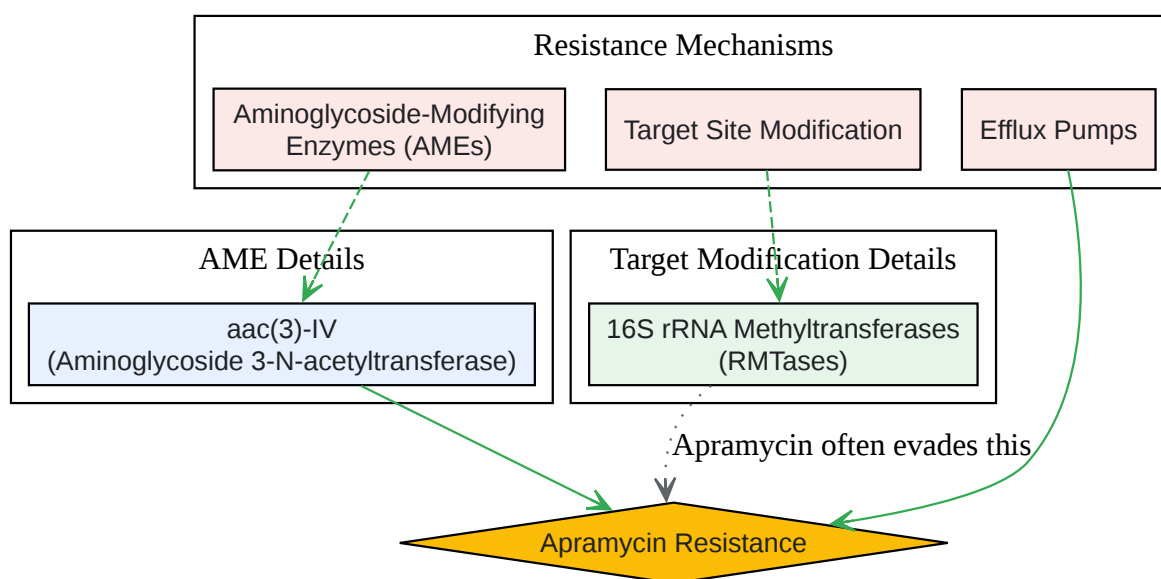 Resistance Mechanisms
Aminoglycoside-Modifying
Enzymes (AMEs)
Target Site Modification
Efflux Pumps
AME Details
Target Modification Details
aac(3)-IV
(Aminoglycoside 3-N-acetyltransferase)
16S rRNA Methyltransferases
(RMTases)
Apramycin often evades this
Apramycin Resistance